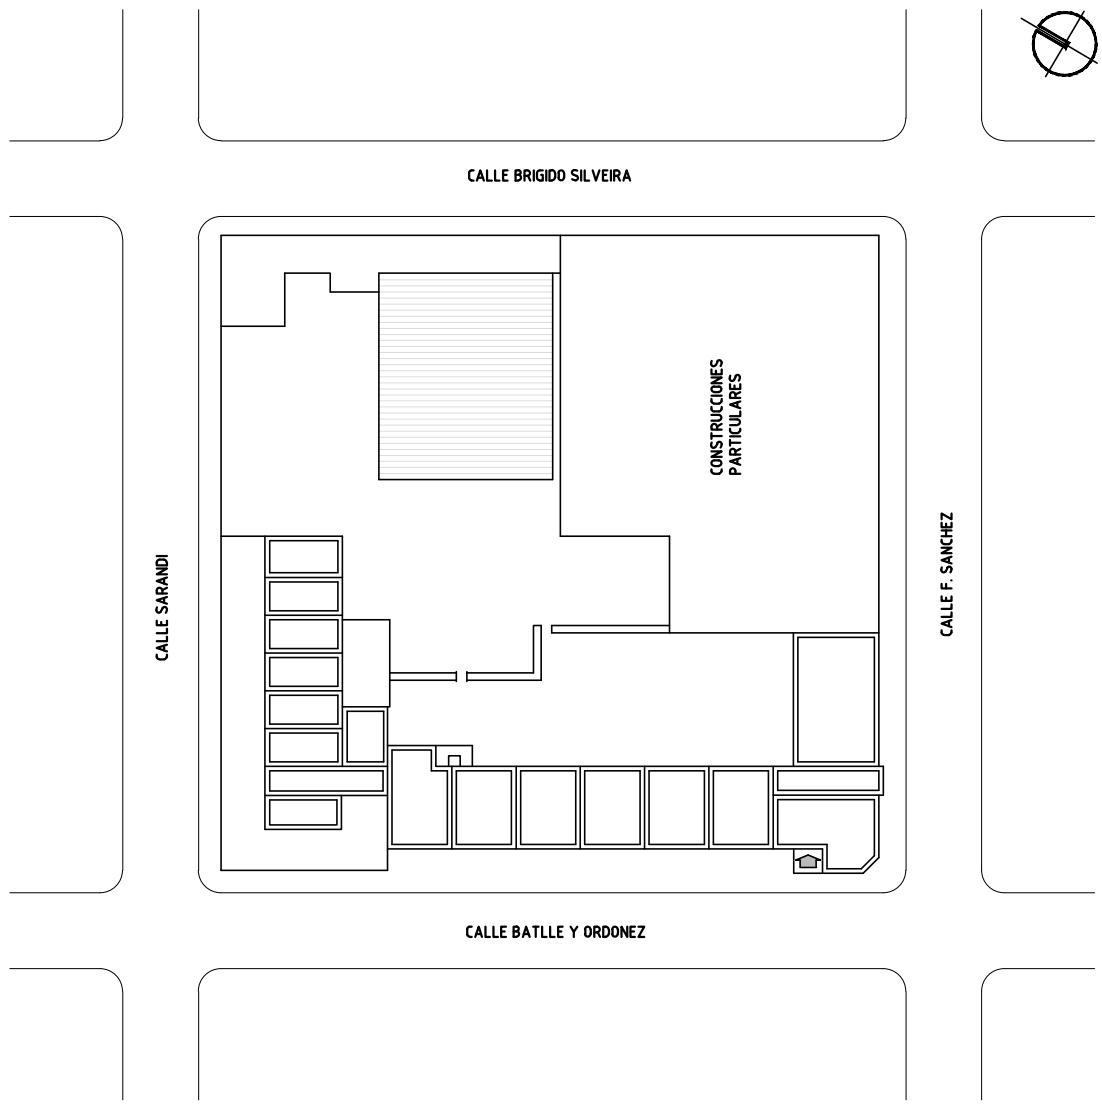 CALLE BRIGIDO SILVEIRA
CONSTRUCCIONES
PARTICULARES
CALLE SARANDI
CALLE F. SANCHEZ
CALLE BATLLE Y ORDONEZ